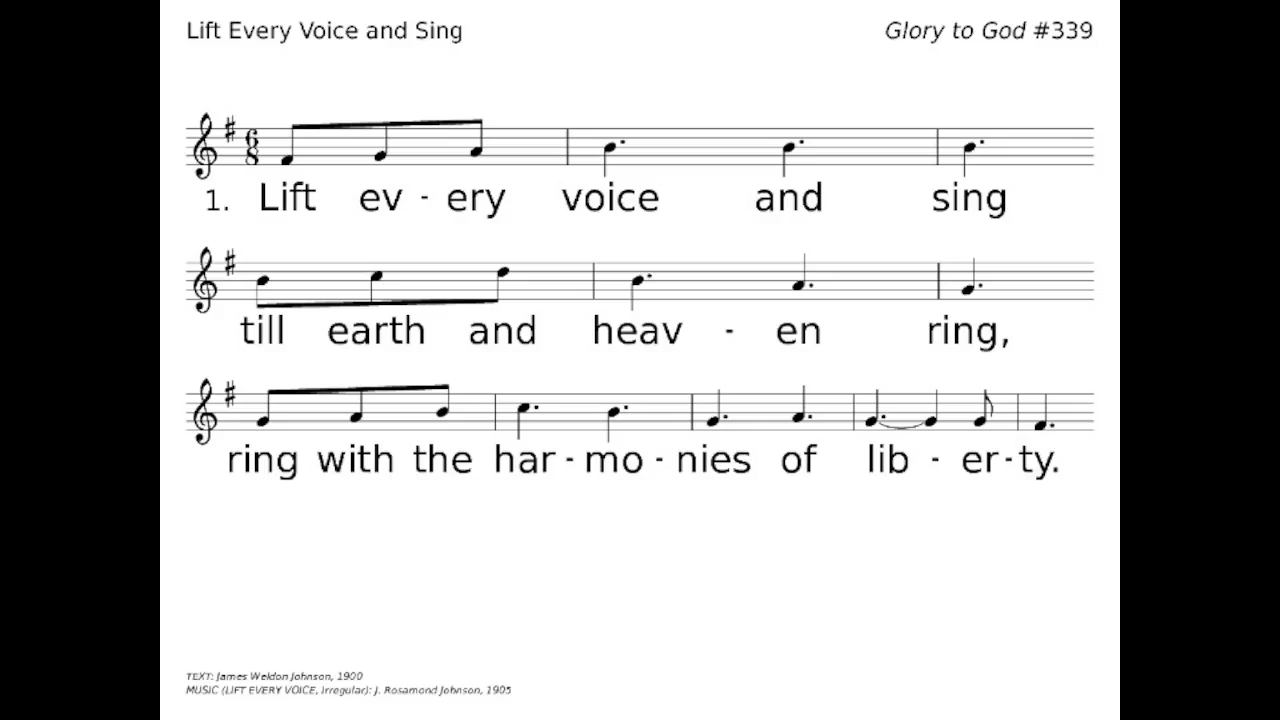 Lift Every Voice and Sing
Glory to God #339
6
8
1. Lift ev - ery voice and sing
till earth and heav - en ring,
ring with the har - mo - nies of lib - er - ty.
TEXT: James Weldon Johnson, 1900
MUSIC (LIFT EVERY VOICE, Irregular): J. Rosamond Johnson, 1905